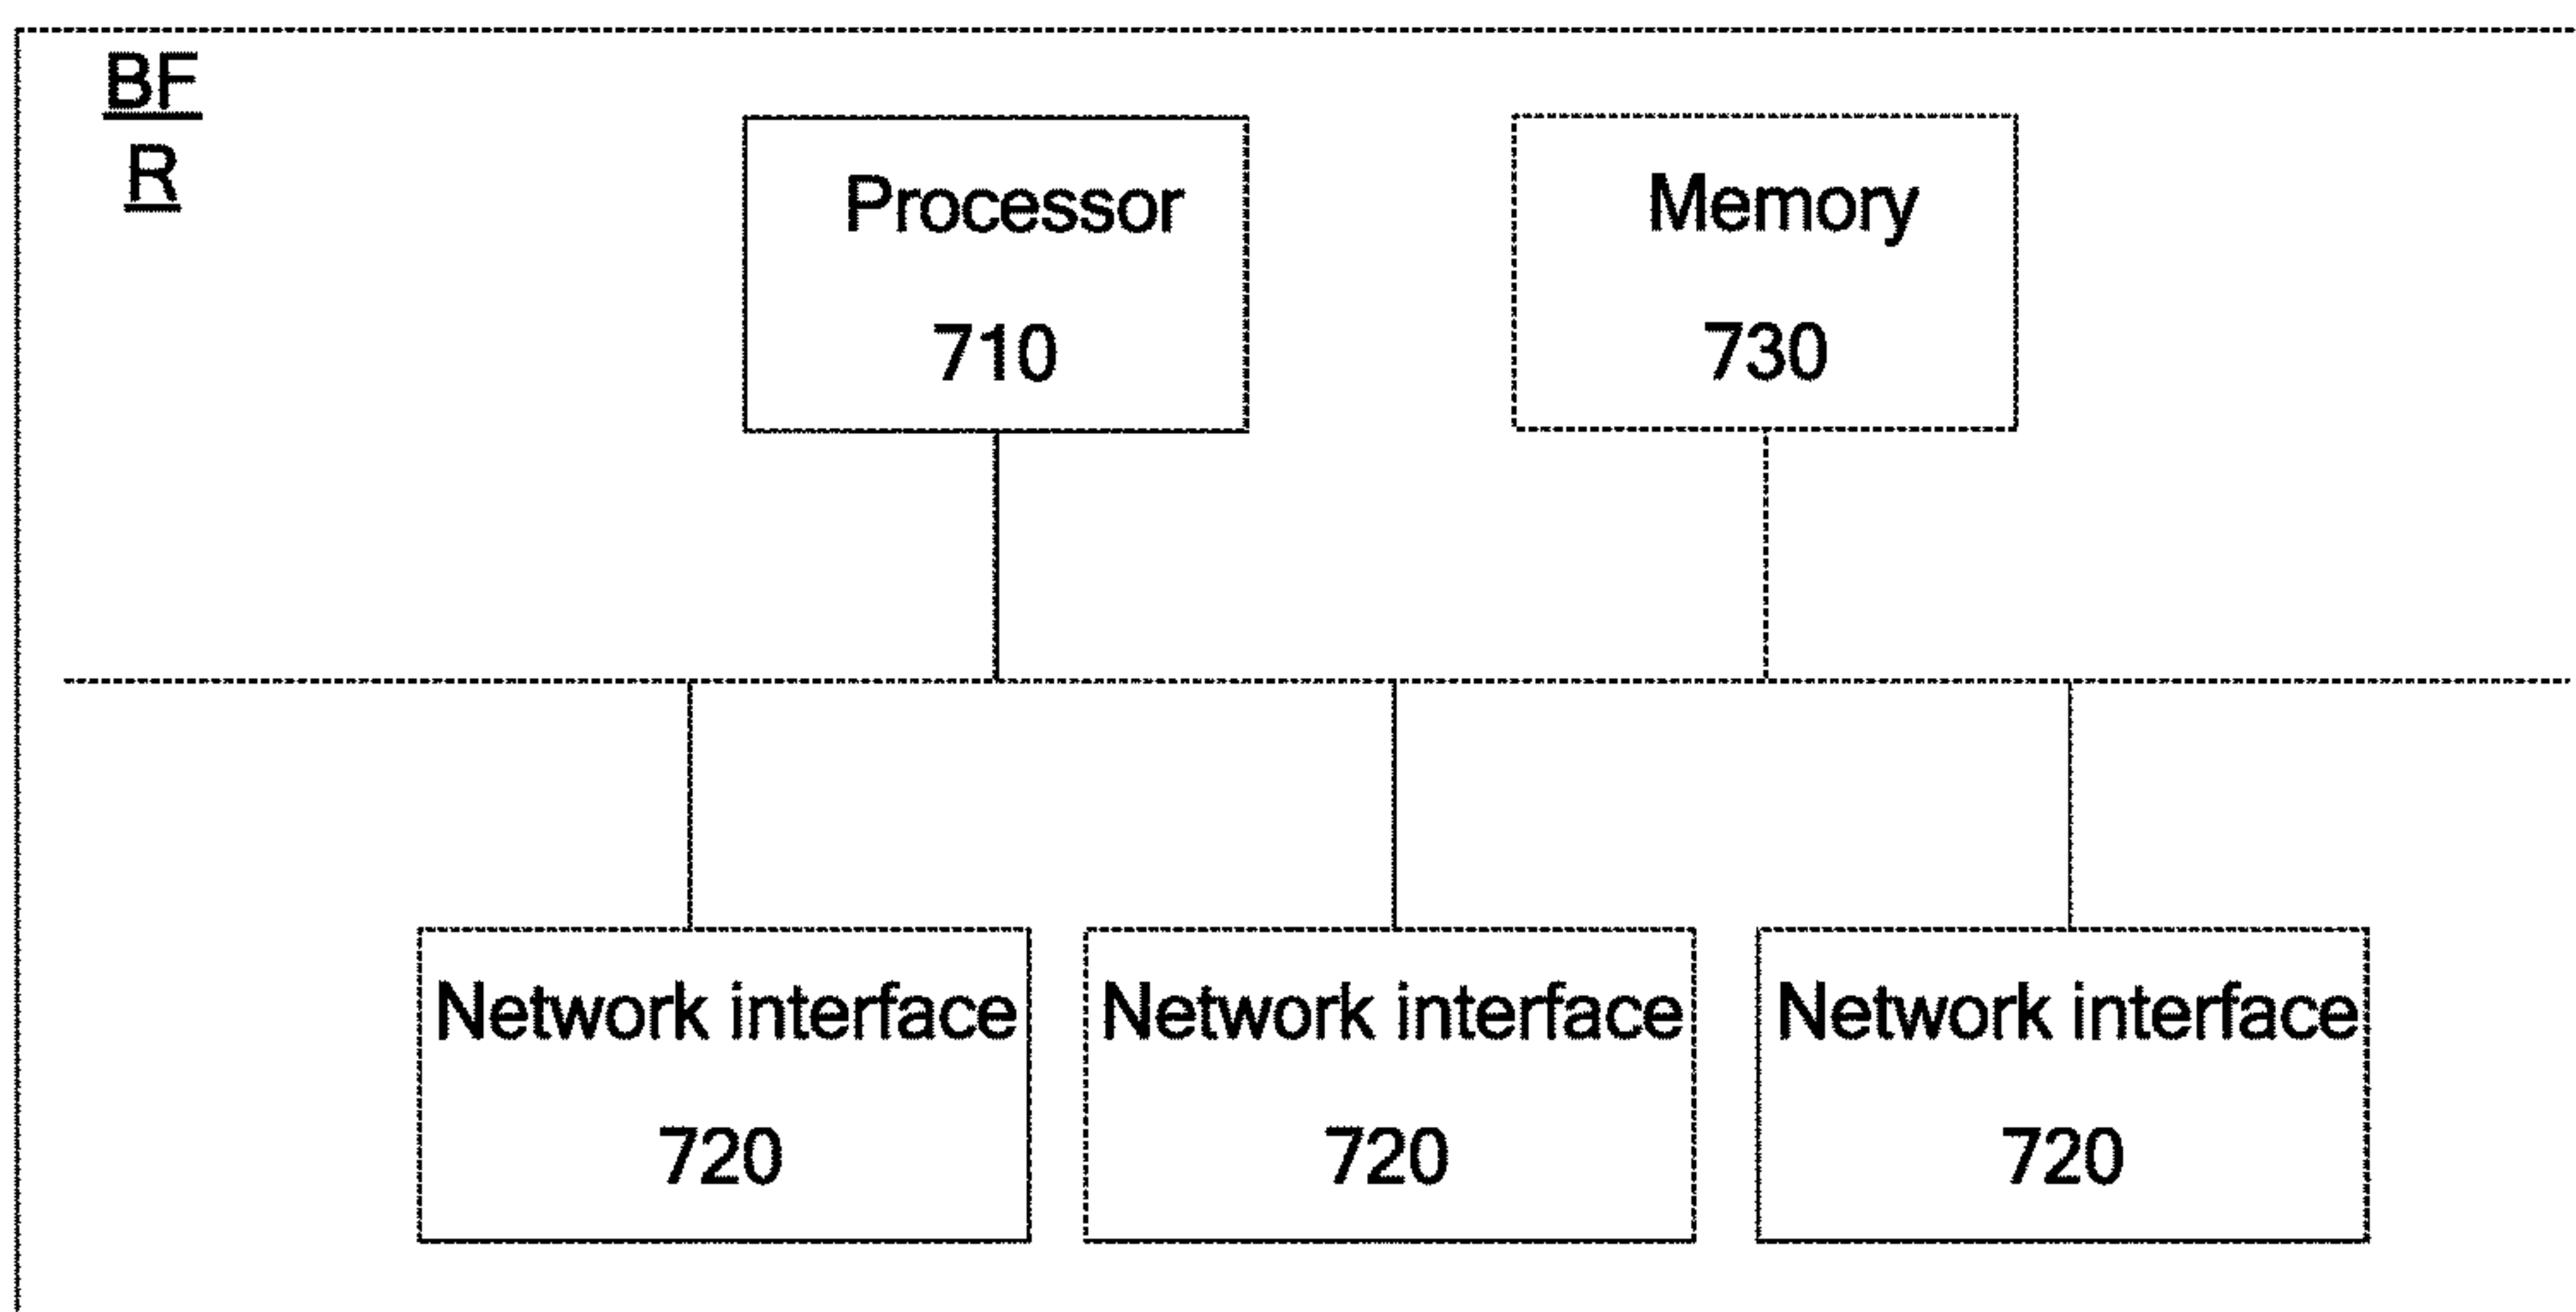 BF
R
Processor
710
Memory
730
Network interface
720
Network interface
720
Network interface
720